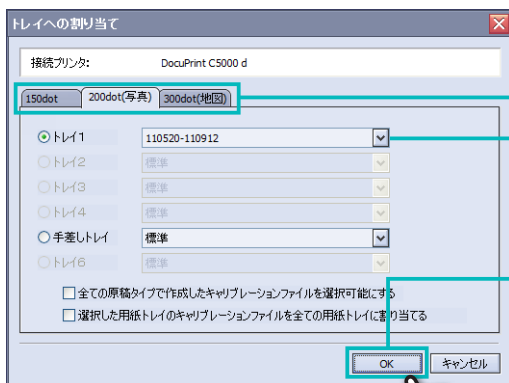 トレイへの割り当て
接続プリンタ: DocuPrint C5000 d
150dot 200dot(写真) 300dot(地図)
トレイ1 110520-110912
トレイ2 標準
トレイ3 標準
トレイ4 標準
手差しトレイ 標準
トレイ6 標準
全ての原稿タイプで作成したキャリブレーションファイルを選択可能にする
選択した用紙トレイのキャリブレーションファイルを全ての用紙トレイに割り当てる
OK キャンセル